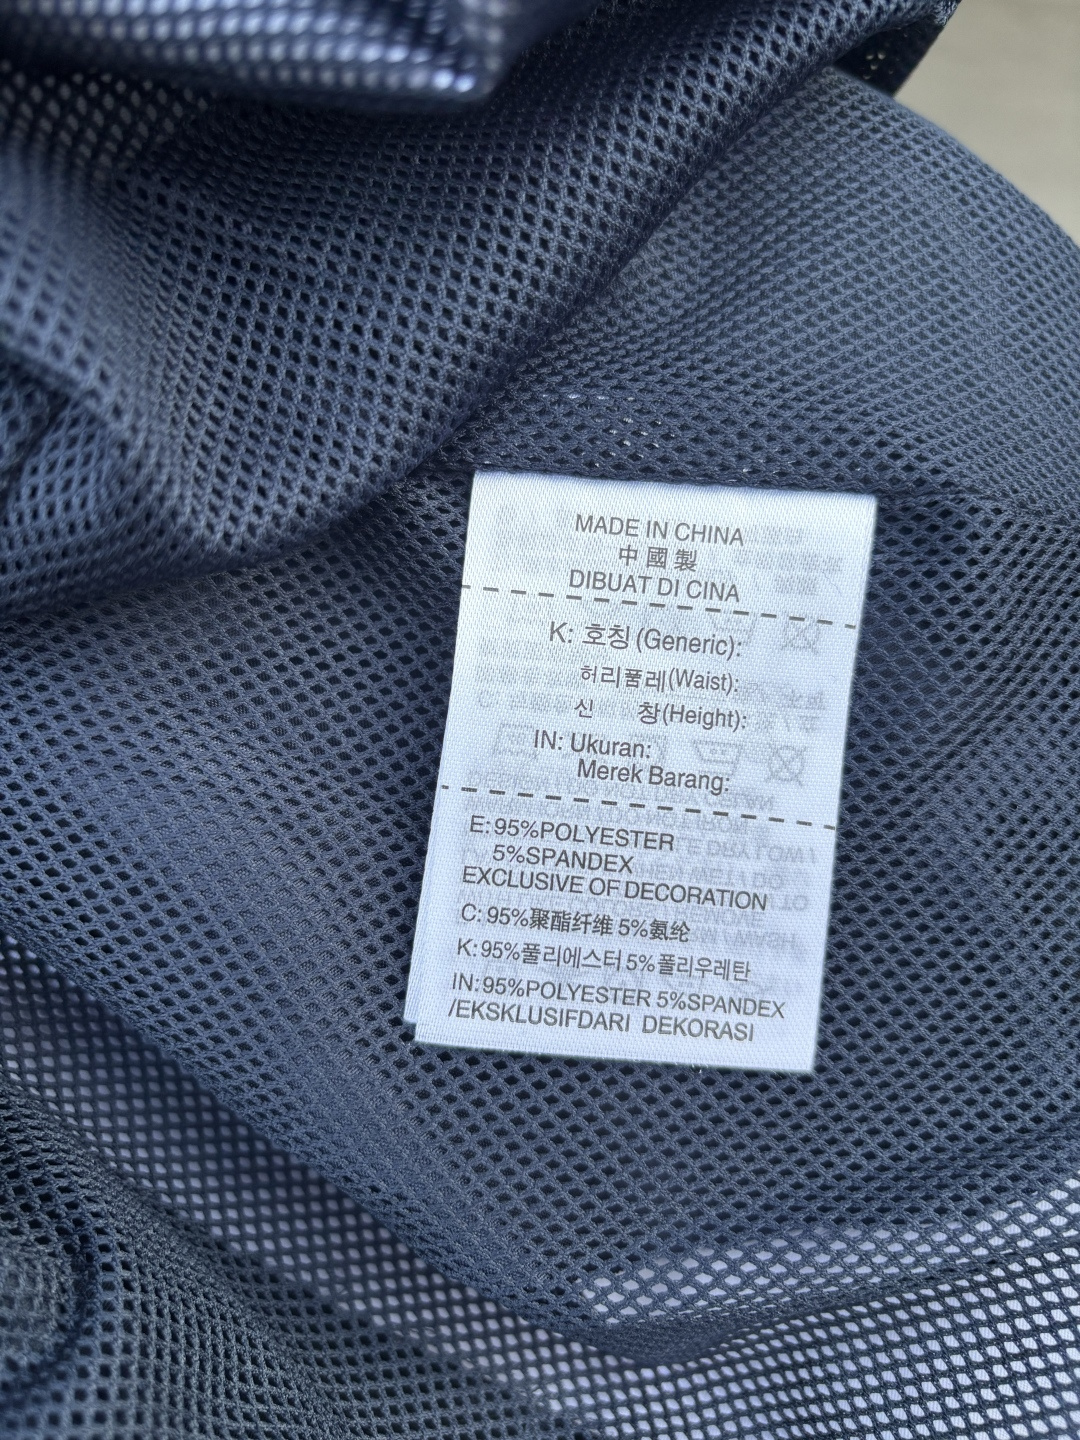 MADE IN CHINA
中國製
DIBUAT DI CINA
K: 호칭 (Generic):
허리품레(Waist):
신 창(Height):
IN: Ukuran:
Merek Barang:
E: 95%POLYESTER
5%SPANDEX
EXCLUSIVE OF DECORATION
C: 95%聚酯纤维 5%氨纶
K: 95%폴리에스터 5%폴리우레탄
IN: 95%POLYESTER 5%SPANDEX
/EKSKLUSIFDARI DEKORASI